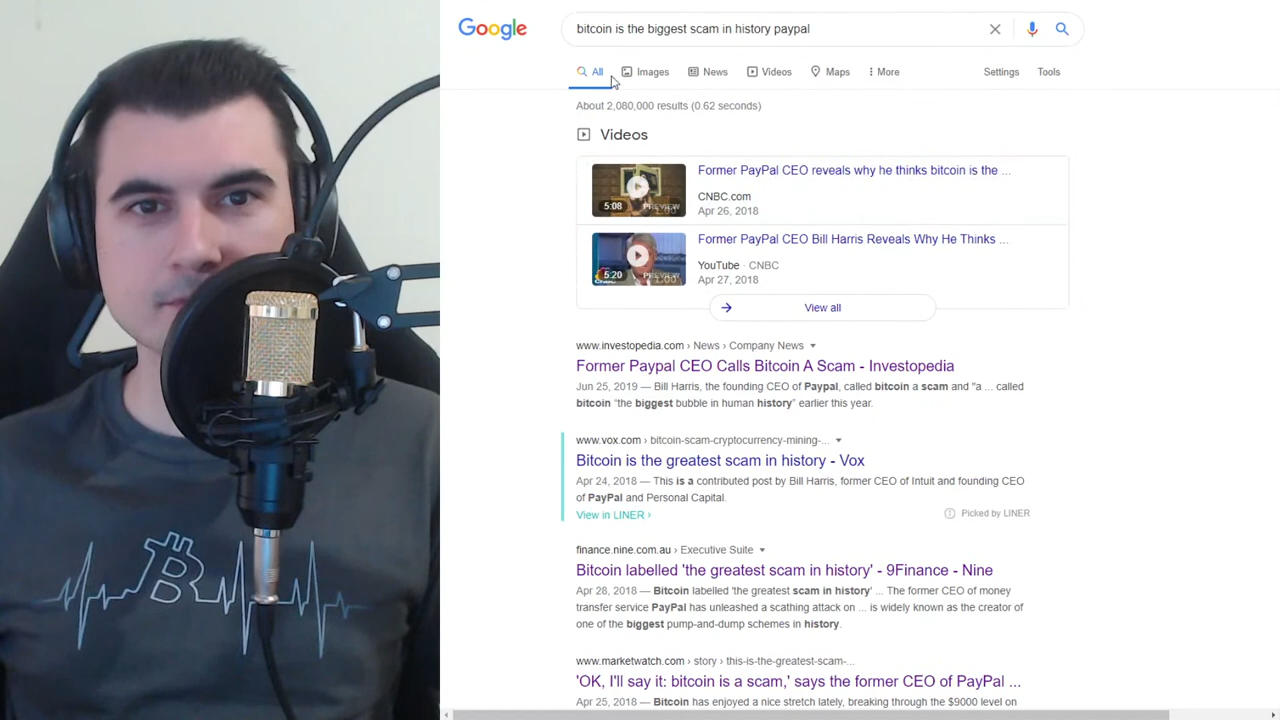 Google
bitcoin is the biggest scam in history paypal
All Images News Videos Maps More Settings Tools
About 2,080,000 results (0.62 seconds)
Videos
Former PayPal CEO reveals why he thinks bitcoin is the ...
CNBC.com
5:08 PREVIEW
Apr 26, 2018
Former PayPal CEO Bill Harris Reveals Why He Thinks ...
YouTube · CNBC
5:20 PREVIEW
Apr 27, 2018
View all
www.investopedia.com › News › Company News
Former Paypal CEO Calls Bitcoin A Scam - Investopedia
Jun 25, 2019 — Bill Harris, the founding CEO of Paypal, called bitcoin a scam and "a ... called
bitcoin "the biggest bubble in human history" earlier this year.
www.vox.com › bitcoin-scam-cryptocurrency-mining-...
Bitcoin is the greatest scam in history - Vox
Apr 24, 2018 — This is a contributed post by Bill Harris, former CEO of Intuit and founding CEO
of PayPal and Personal Capital.
View in LINER ›
Picked by LINER
finance.nine.com.au › Executive Suite
Bitcoin labelled 'the greatest scam in history' - 9Finance - Nine
Apr 28, 2018 — Bitcoin labelled 'the greatest scam in history' ... The former CEO of money
transfer service PayPal has unleashed a scathing attack on ... is widely known as the creator of
one of the biggest pump-and-dump schemes in history.
www.marketwatch.com › story › this-is-the-greatest-scam-...
'OK, I'll say it: bitcoin is a scam,' says the former CEO of PayPal ...
Apr 25, 2018 — Bitcoin has enjoyed a nice stretch lately, breaking through the $9000 level on